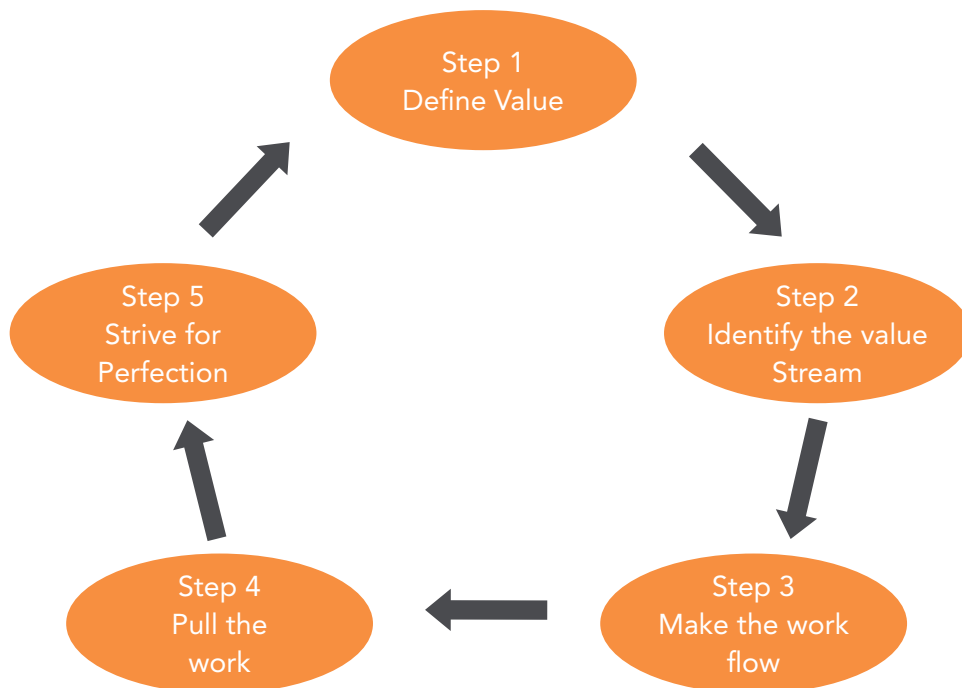 Step 1
Define Value
Step 2
Identify the value
Stream
Step 3
Make the work
flow
Step 4
Pull the
work
Step 5
Strive for
Perfection